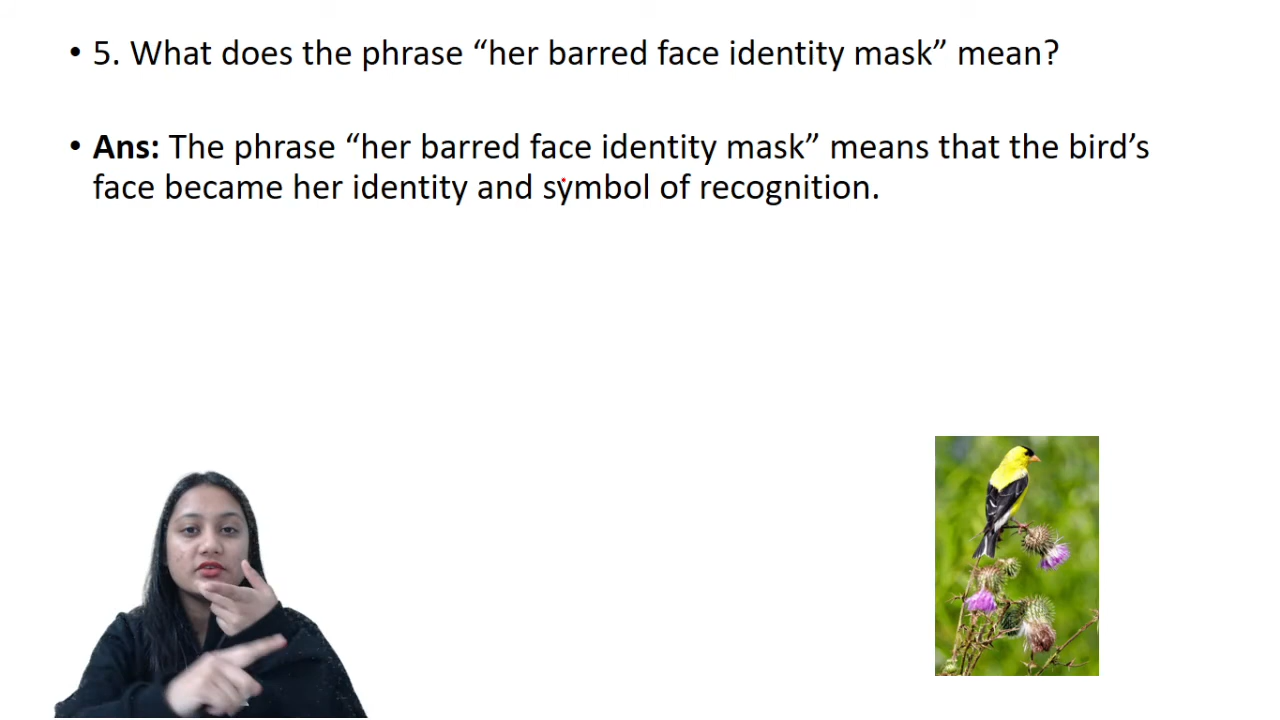 • 5. What does the phrase “her barred face identity mask” mean?
• Ans: The phrase “her barred face identity mask” means that the bird’s
face became her identity and symbol of recognition.